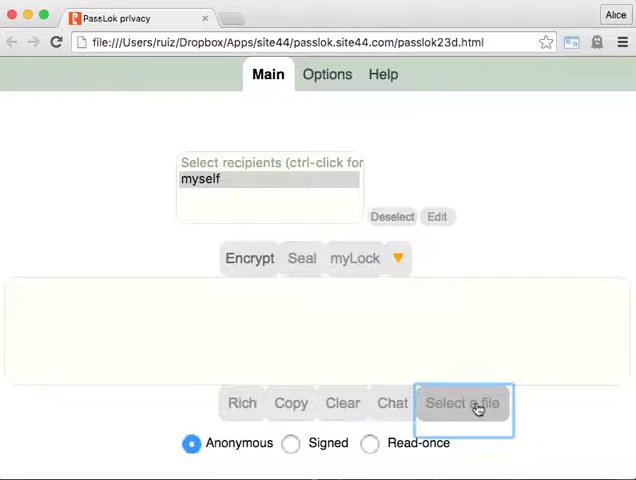 PassLok privacy
Alice
file:///Users/ruiz/Dropbox/Apps/site44/passlok.site44.com/passlok23d.html
Main Options Help
Select recipients (ctrl-click for
myself
Deselect Edit
Encrypt Seal myLock
Rich Copy Clear Chat Select a file
Anonymous Signed Read-once